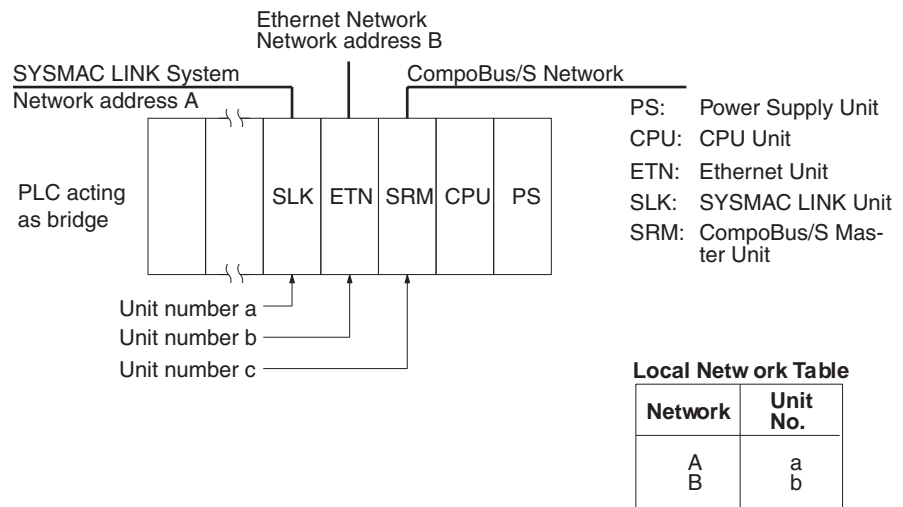 Ethernet Network
Network address B
SYSMAC LINK System
CompoBus/S Network
Network address A
PLC acting
as bridge
SLK
ETN
SRM
CPU
PS
PS: Power Supply Unit
CPU: CPU Unit
ETN: Ethernet Unit
SLK: SYSMAC LINK Unit
SRM: CompoBus/S Mas-
ter Unit
Unit number a
Unit number b
Unit number c
Local Netw ork Table
Network Unit
No.
A a
B b